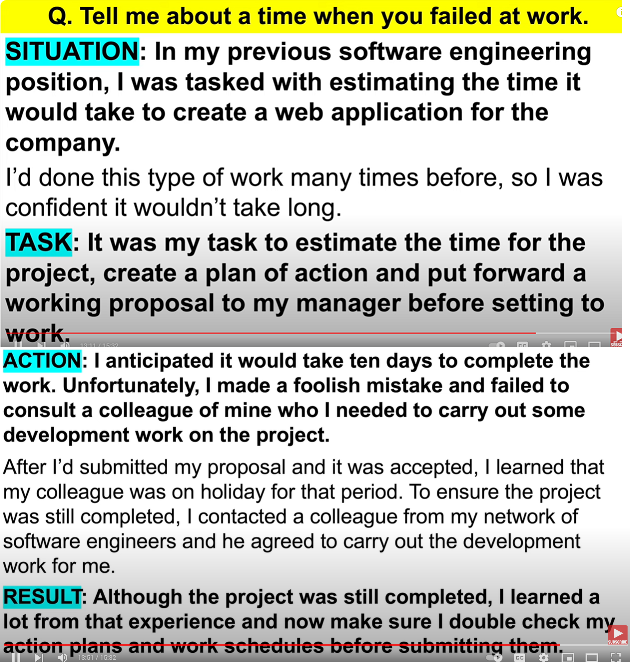 Q. Tell me about a time when you failed at work.
SITUATION: In my previous software engineering
position, I was tasked with estimating the time it
would take to create a web application for the
company.
I’d done this type of work many times before, so I was
confident it wouldn’t take long.
TASK: It was my task to estimate the time for the
project, create a plan of action and put forward a
working proposal to my manager before setting to
work.
ACTION: I anticipated it would take ten days to complete the
work. Unfortunately, I made a foolish mistake and failed to
consult a colleague of mine who I needed to carry out some
development work on the project.
After I’d submitted my proposal and it was accepted, I learned that
my colleague was on holiday for that period. To ensure the project
was still completed, I contacted a colleague from my network of
software engineers and he agreed to carry out the development
work for me.
RESULT: Although the project was still completed, I learned a
lot from that experience and now make sure I double check my
action plans and work schedules before submitting them.